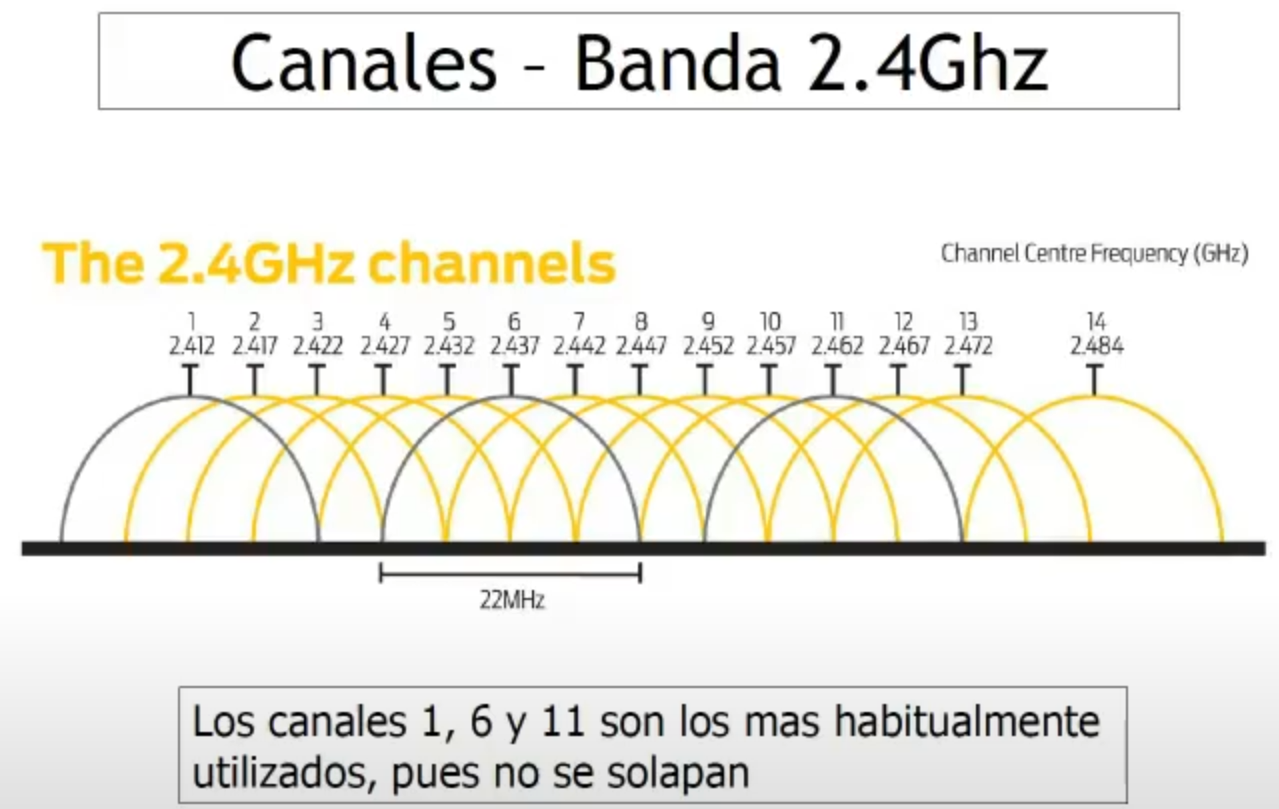 Canales - Banda 2.4Ghz
The 2.4GHz channels
Channel Centre Frequency (GHz)
1 2 3 4 5 6 7 8 9 10 11 12 13 14
2.412 2.417 2.422 2.427 2.432 2.437 2.442 2.447 2.452 2.457 2.462 2.467 2.472 2.484
22MHz
Los canales 1, 6 y 11 son los mas habitualmente
utilizados, pues no se solapan